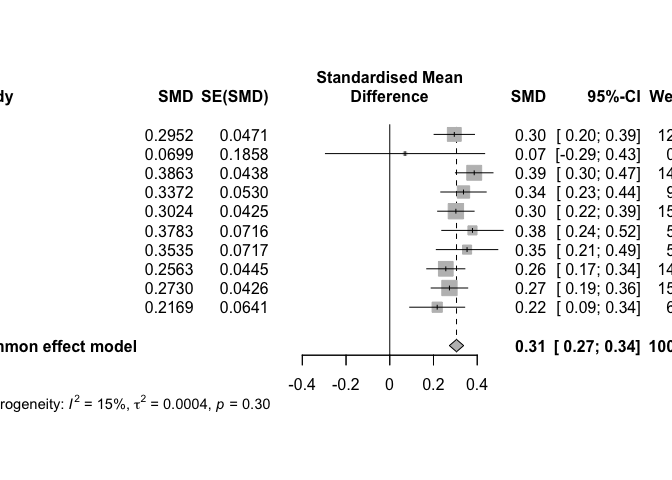 Standardised Mean
dy SMD SE(SMD) Difference SMD 95%-CI We
0.2952 0.0471 0.30 [ 0.20; 0.39] 12
0.0699 0.1858 0.07 [-0.29; 0.43] 0
0.3863 0.0438 0.39 [ 0.30; 0.47] 14
0.3372 0.0530 0.34 [ 0.23; 0.44] 9
0.3024 0.0425 0.30 [ 0.22; 0.39] 15
0.3783 0.0716 0.38 [ 0.24; 0.52] 5
0.3535 0.0717 0.35 [ 0.21; 0.49] 5
0.2563 0.0445 0.26 [ 0.17; 0.34] 14
0.2730 0.0426 0.27 [ 0.19; 0.36] 15
0.2169 0.0641 0.22 [ 0.09; 0.34] 6
mmon effect model 0.31 [ 0.27; 0.34] 100
-0.4 -0.2 0 0.2 0.4
rogeneity: I² = 15%, τ² = 0.0004, p = 0.30